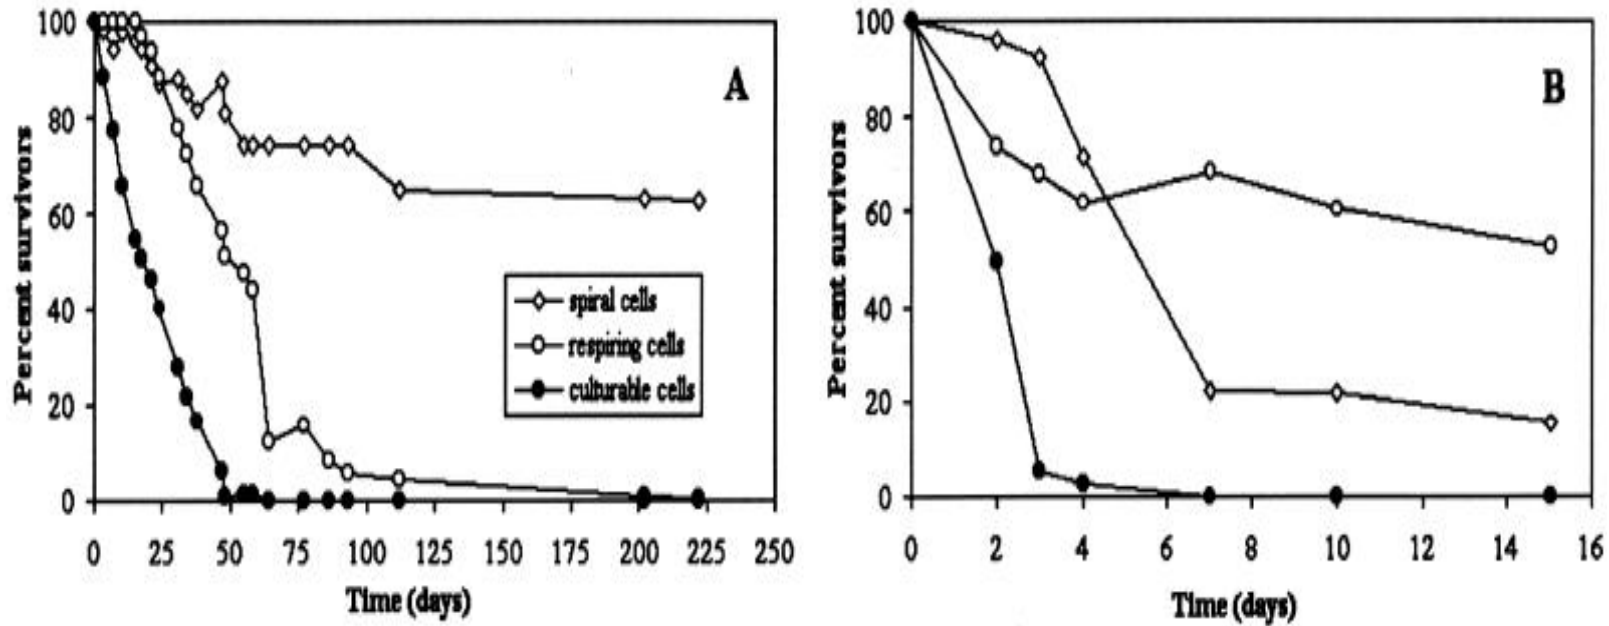 A
Percent survivors
100
80
60
40
20
0
spiral cells
respiring cells
culturable cells
0 25 50 75 100 125 150 175 200 225 250
Time (days)
B
Percent survivors
100
80
60
40
20
0
0 2 4 6 8 10 12 14 16
Time (days)